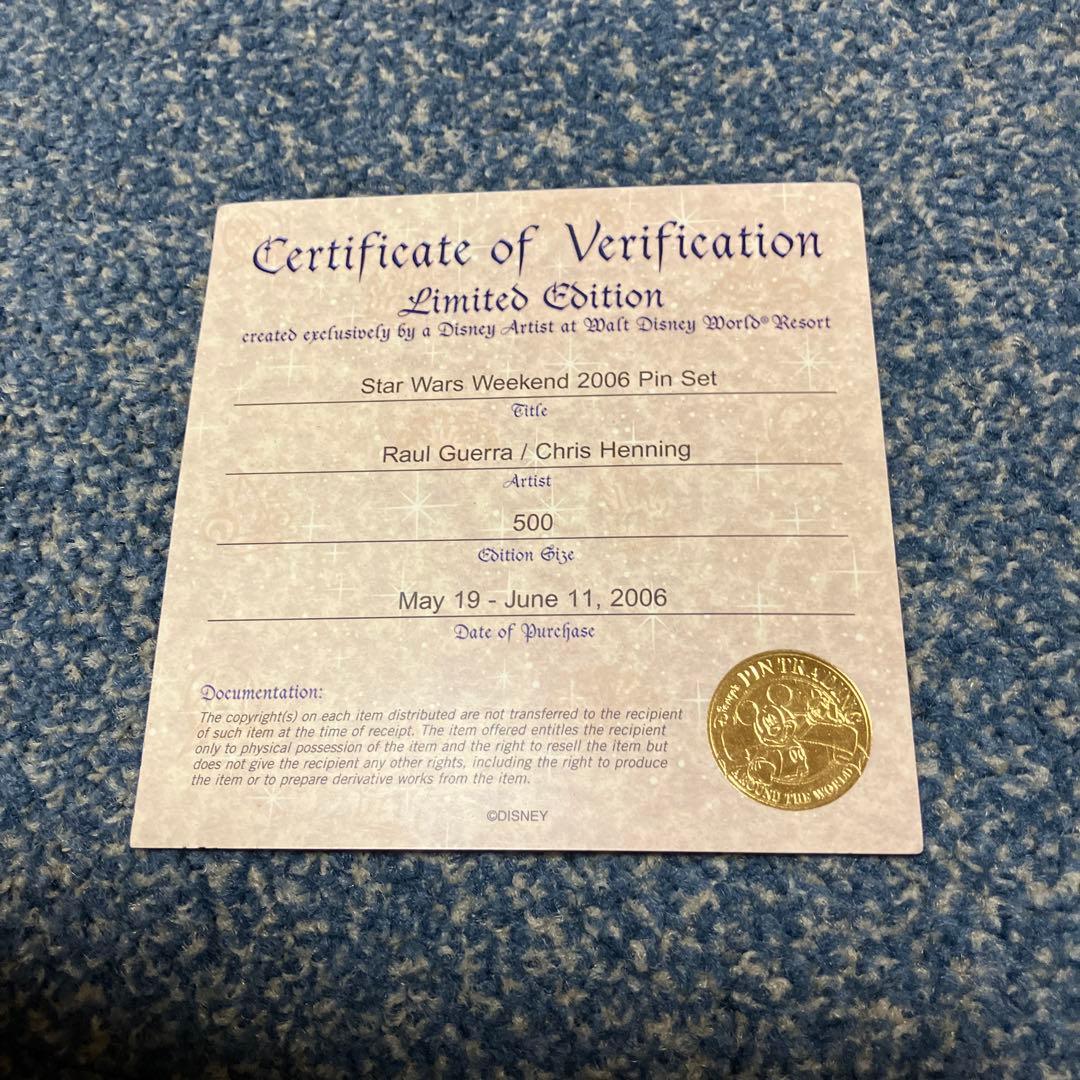 Certificate of Verification
Limited Edition
created exclusively by a Disney Artist at Walt Disney World® Resort
Star Wars Weekend 2006 Pin Set
Title
Raul Guerra / Chris Henning
Artist
500
Edition Size
May 19 - June 11, 2006
Date of Purchase
Documentation:
The copyright(s) on each item distributed are not transferred to the recipient
of such item at the time of receipt. The item offered entitles the recipient
only to physical possession of the item and the right to resell the item but
does not give the recipient any other rights, including the right to produce
the item or to prepare derivative works from the item.
©DISNEY
Disney's PIN TRADING
AROUND THE WORLD